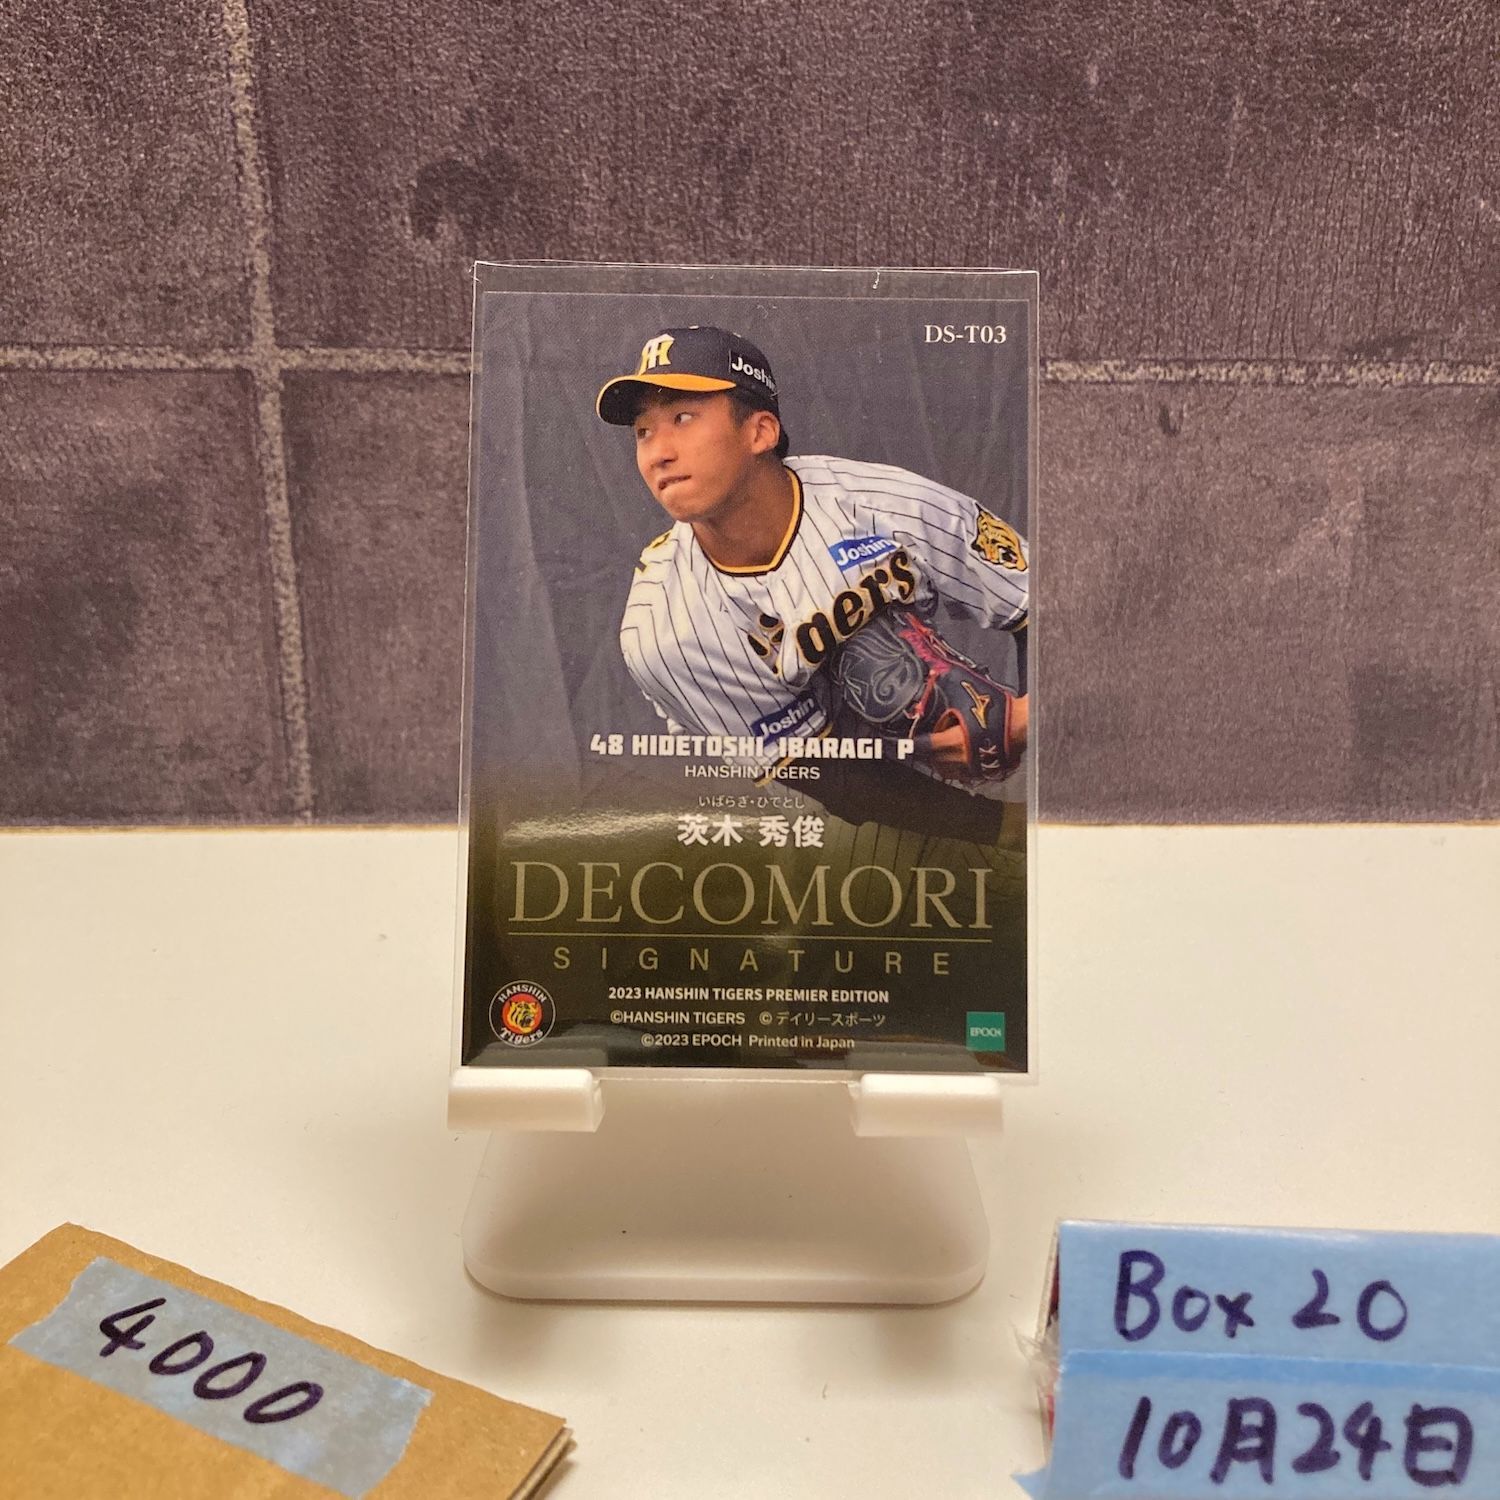 DS-T03
Joshin
Joshin
Tigers
Joshin
48 HIDETOSHI IBARAGI P
HANSHIN TIGERS
いばらぎ・ひでとし
茨木 秀俊
DECOMORI
SIGNATURE
HANSHIN
Tigers
2023 HANSHIN TIGERS PREMIER EDITION
©HANSHIN TIGERS ©デイリースポーツ
©2023 EPOCH Printed in Japan
EPOCH
4000
Box 20
10月24日